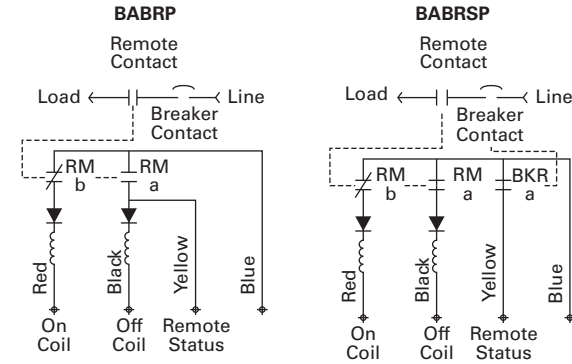 BABRP
Remote
Contact
Load
Line
Breaker
Contact
RM
b
RM
a
Red
Black
Yellow
Blue
On
Coil
Off
Coil
Remote
Status
BABRSP
Remote
Contact
Load
Line
Breaker
Contact
RM
b
RM
a
BKR
a
Red
Black
Yellow
Blue
On
Coil
Off
Coil
Remote
Status